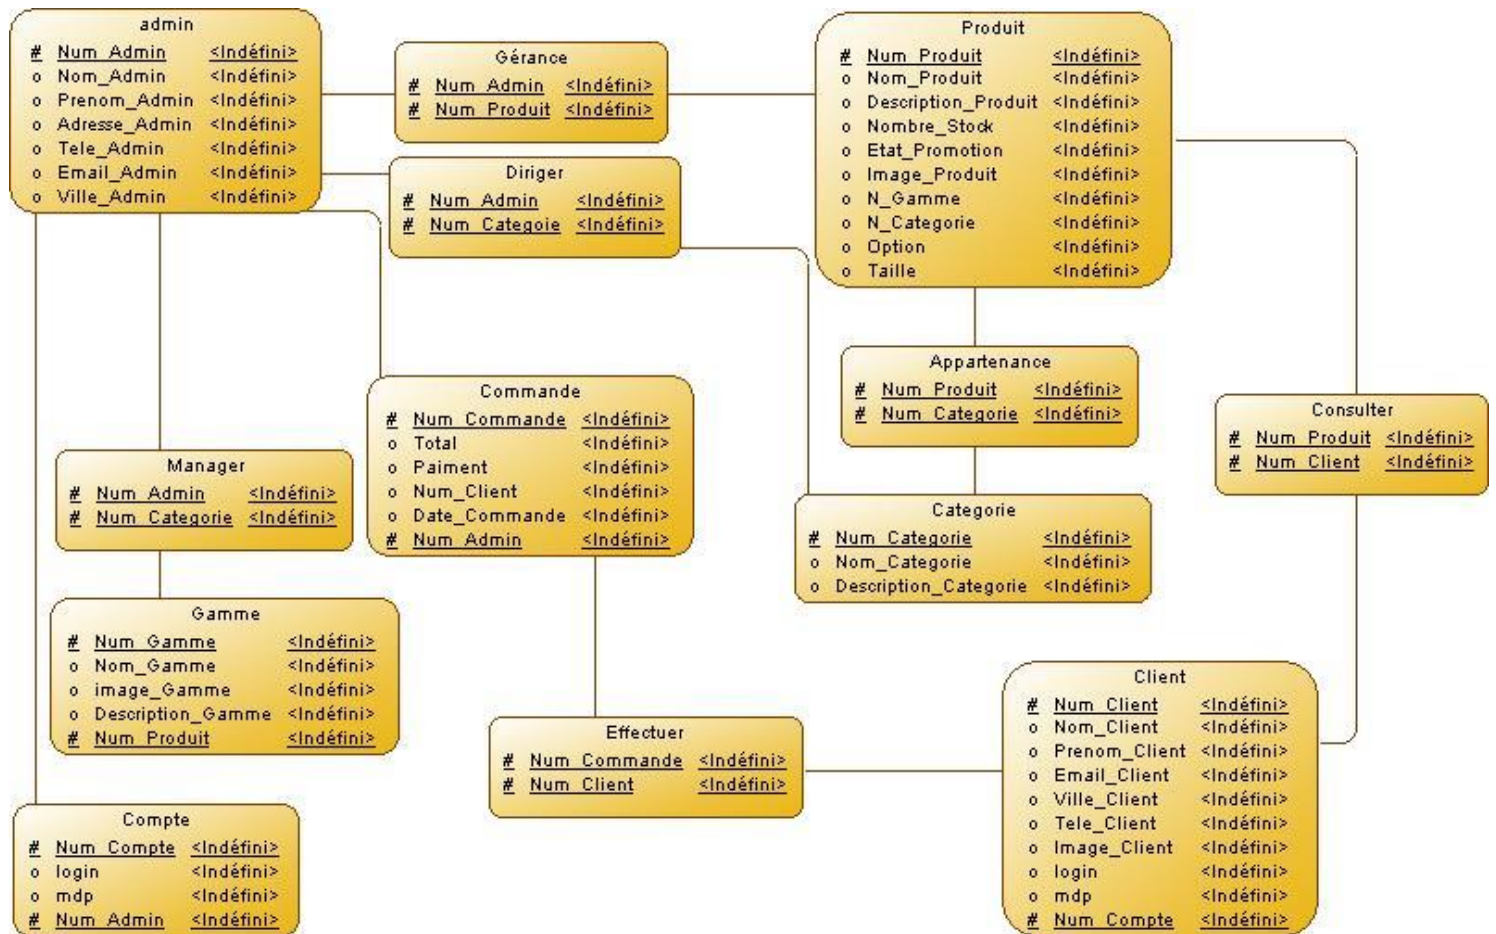 admin
# Num_Admin <Indéfini>
o Nom_Admin <Indéfini>
o Prenom_Admin <Indéfini>
o Adresse_Admin <Indéfini>
o Tele_Admin <Indéfini>
o Email_Admin <Indéfini>
o Ville_Admin <Indéfini>
Gérance
# Num_Admin <Indéfini>
# Num_Produit <Indéfini>
Diriger
# Num_Admin <Indéfini>
# Num_Categoie <Indéfini>
Produit
# Num_Produit <Indéfini>
o Nom_Produit <Indéfini>
o Description_Produit <Indéfini>
o Nombre_Stock <Indéfini>
o Etat_Promotion <Indéfini>
o Image_Produit <Indéfini>
o N_Gamme <Indéfini>
o N_Categorie <Indéfini>
o Option <Indéfini>
o Taille <Indéfini>
Appartenance
# Num_Produit <Indéfini>
# Num_Categorie <Indéfini>
Consulter
# Num_Produit <Indéfini>
# Num_Client <Indéfini>
Commande
# Num_Commande <Indéfini>
o Total <Indéfini>
o Paiment <Indéfini>
o Num_Client <Indéfini>
o Date_Commande <Indéfini>
# Num_Admin <Indéfini>
Manager
# Num_Admin <Indéfini>
# Num_Categorie <Indéfini>
Categorie
# Num_Categorie <Indéfini>
o Nom_Categorie <Indéfini>
o Description_Categorie <Indéfini>
Gamme
# Num_Gamme <Indéfini>
o Nom_Gamme <Indéfini>
o image_Gamme <Indéfini>
o Description_Gamme <Indéfini>
# Num_Produit <Indéfini>
Effectuer
# Num_Commande <Indéfini>
# Num_Client <Indéfini>
Client
# Num_Client <Indéfini>
o Nom_Client <Indéfini>
o Prenom_Client <Indéfini>
o Email_Client <Indéfini>
o Ville_Client <Indéfini>
o Tele_Client <Indéfini>
o Image_Client <Indéfini>
o login <Indéfini>
o mdp <Indéfini>
# Num_Compte <Indéfini>
Compte
# Num_Compte <Indéfini>
o login <Indéfini>
o mdp <Indéfini>
# Num_Admin <Indéfini>